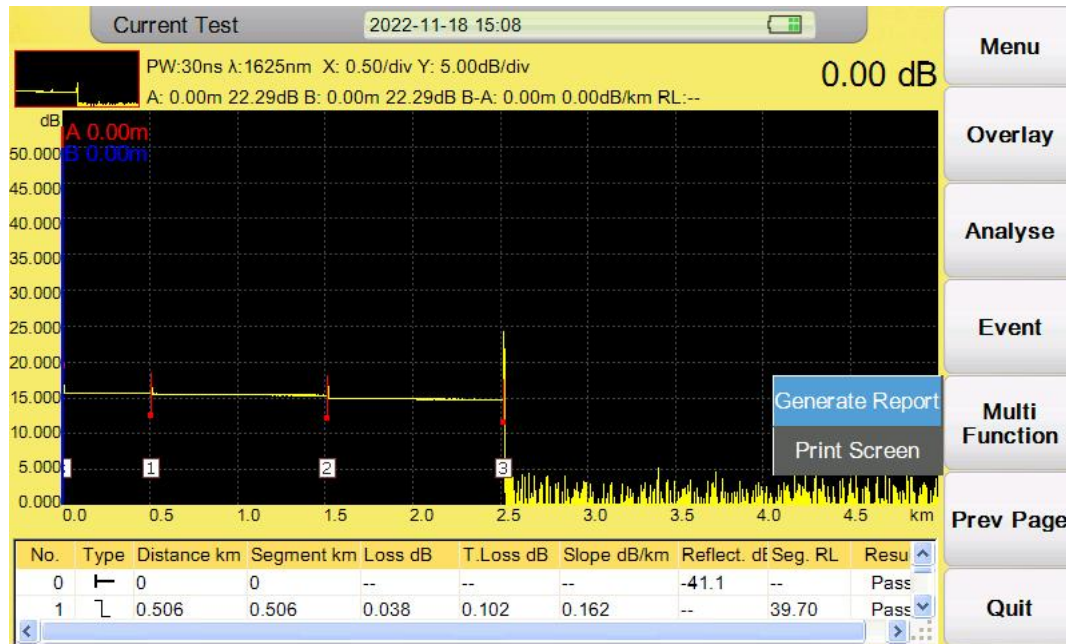 Current Test 2022-11-18 15:08
PW:30ns λ:1625nm X: 0.50/div Y: 5.00dB/div
0.00 dB
A: 0.00m 22.29dB B: 0.00m 22.29dB B-A: 0.00m 0.00dB/km RL:--
dB
A 0.00m
B 0.00m
50.000
45.000
40.000
35.000
30.000
25.000
20.000
15.000
10.000
5.000
0.000
1 2 3
0.0 0.5 1.0 1.5 2.0 2.5 3.0 3.5 4.0 4.5 km
Generate Report
Print Screen
No. Type Distance km Segment km Loss dB T.Loss dB Slope dB/km Reflect. dE Seg. RL Resu
0 0 0 -- -- -- -41.1 -- Pass
1 0.506 0.506 0.038 0.102 0.162 -- 39.70 Pass
Menu
Overlay
Analyse
Event
Multi
Function
Prev Page
Quit